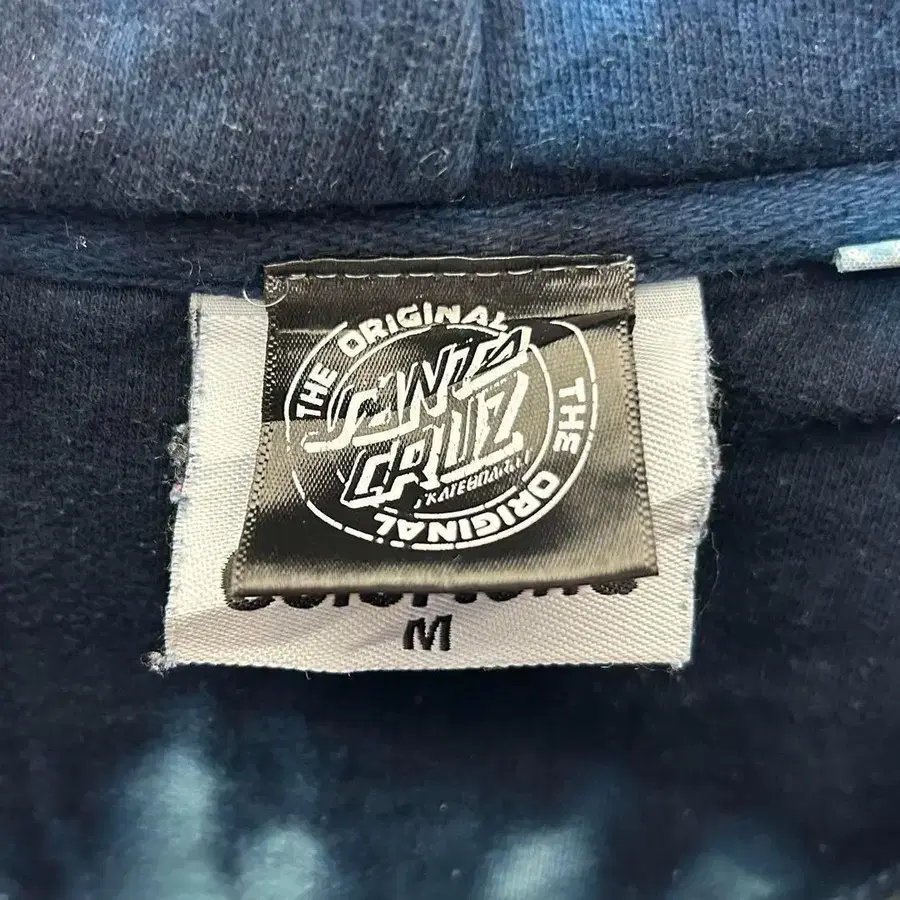 THE ORIGINAL
SANTA
CRUZ
THE ORIGINAL
M